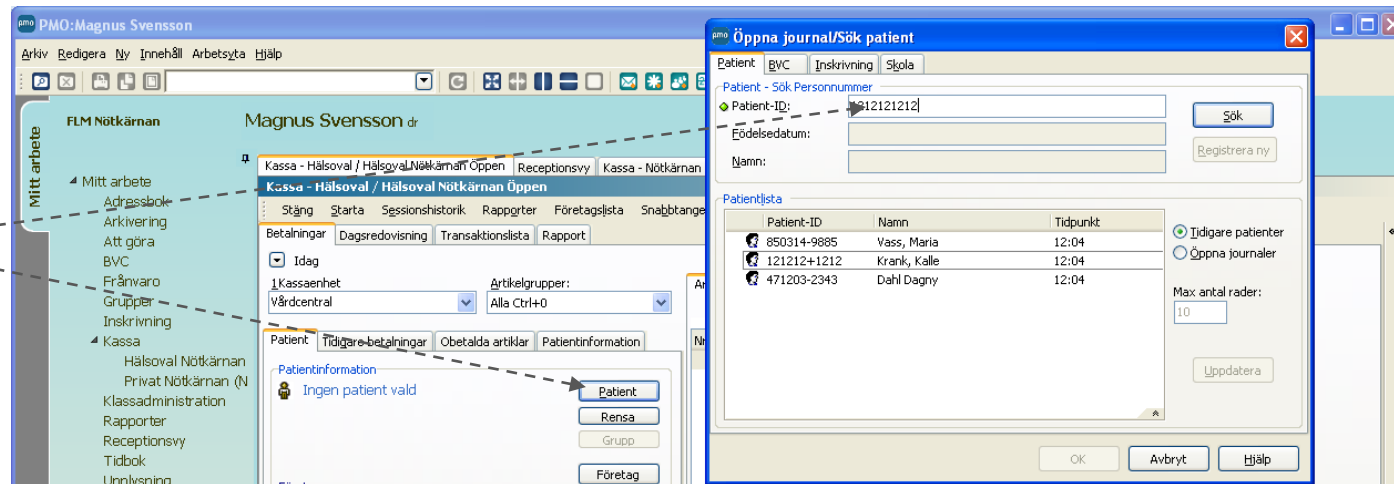 PMO:Magnus Svensson
Arkiv Redigera Ny Innehåll Arbetsyta Hjälp
Mitt arbete
FLM Nötkärnan
Magnus Svensson dr
Mitt arbete
Adressbok
Arkivering
Att göra
BVC
Frånvaro
Grupper
Inskrivning
Kassa
Hälsoval Nötkärnan
Privat Nötkärnan (N
Klassadministration
Rapporter
Receptionsvy
Tidbok
Upplysning
Kassa - Hälsoval / Hälsoval Nötkärnan Öppen Receptionsvy Kassa - Nötkärnan
Kassa - Hälsoval / Hälsoval Nötkärnan Öppen
Stäng Starta Sessionshistorik Rapporter Företagslista Snabbtange
Betalningar Dagsredovisning Transaktionslista Rapport
Idag
1Kassaenhet Artikelgrupper:
Vårdcentral Alla Ctrl+0
Ar
Patient Tidigare betalningar Obetalda artiklar Patientinformation
Nr
Patientinformation
Ingen patient vald
Patient
Rensa
Grupp
Företag
pmo Öppna journal/Sök patient
Patient BVC Inskrivning Skola
Patient - Sök Personnummer
Patient-ID: 1212121212
Sök
Födelsedatum:
Registrera ny
Namn:
Patientlista
Patient-ID Namn Tidpunkt
850314-9885 Vass, Maria 12:04
121212+1212 Krank, Kalle 12:04
471203-2343 Dahl Dagny 12:04
Tidigare patienter
Öppna journaler
Max antal rader:
10
Uppdatera
OK Avbryt Hjälp